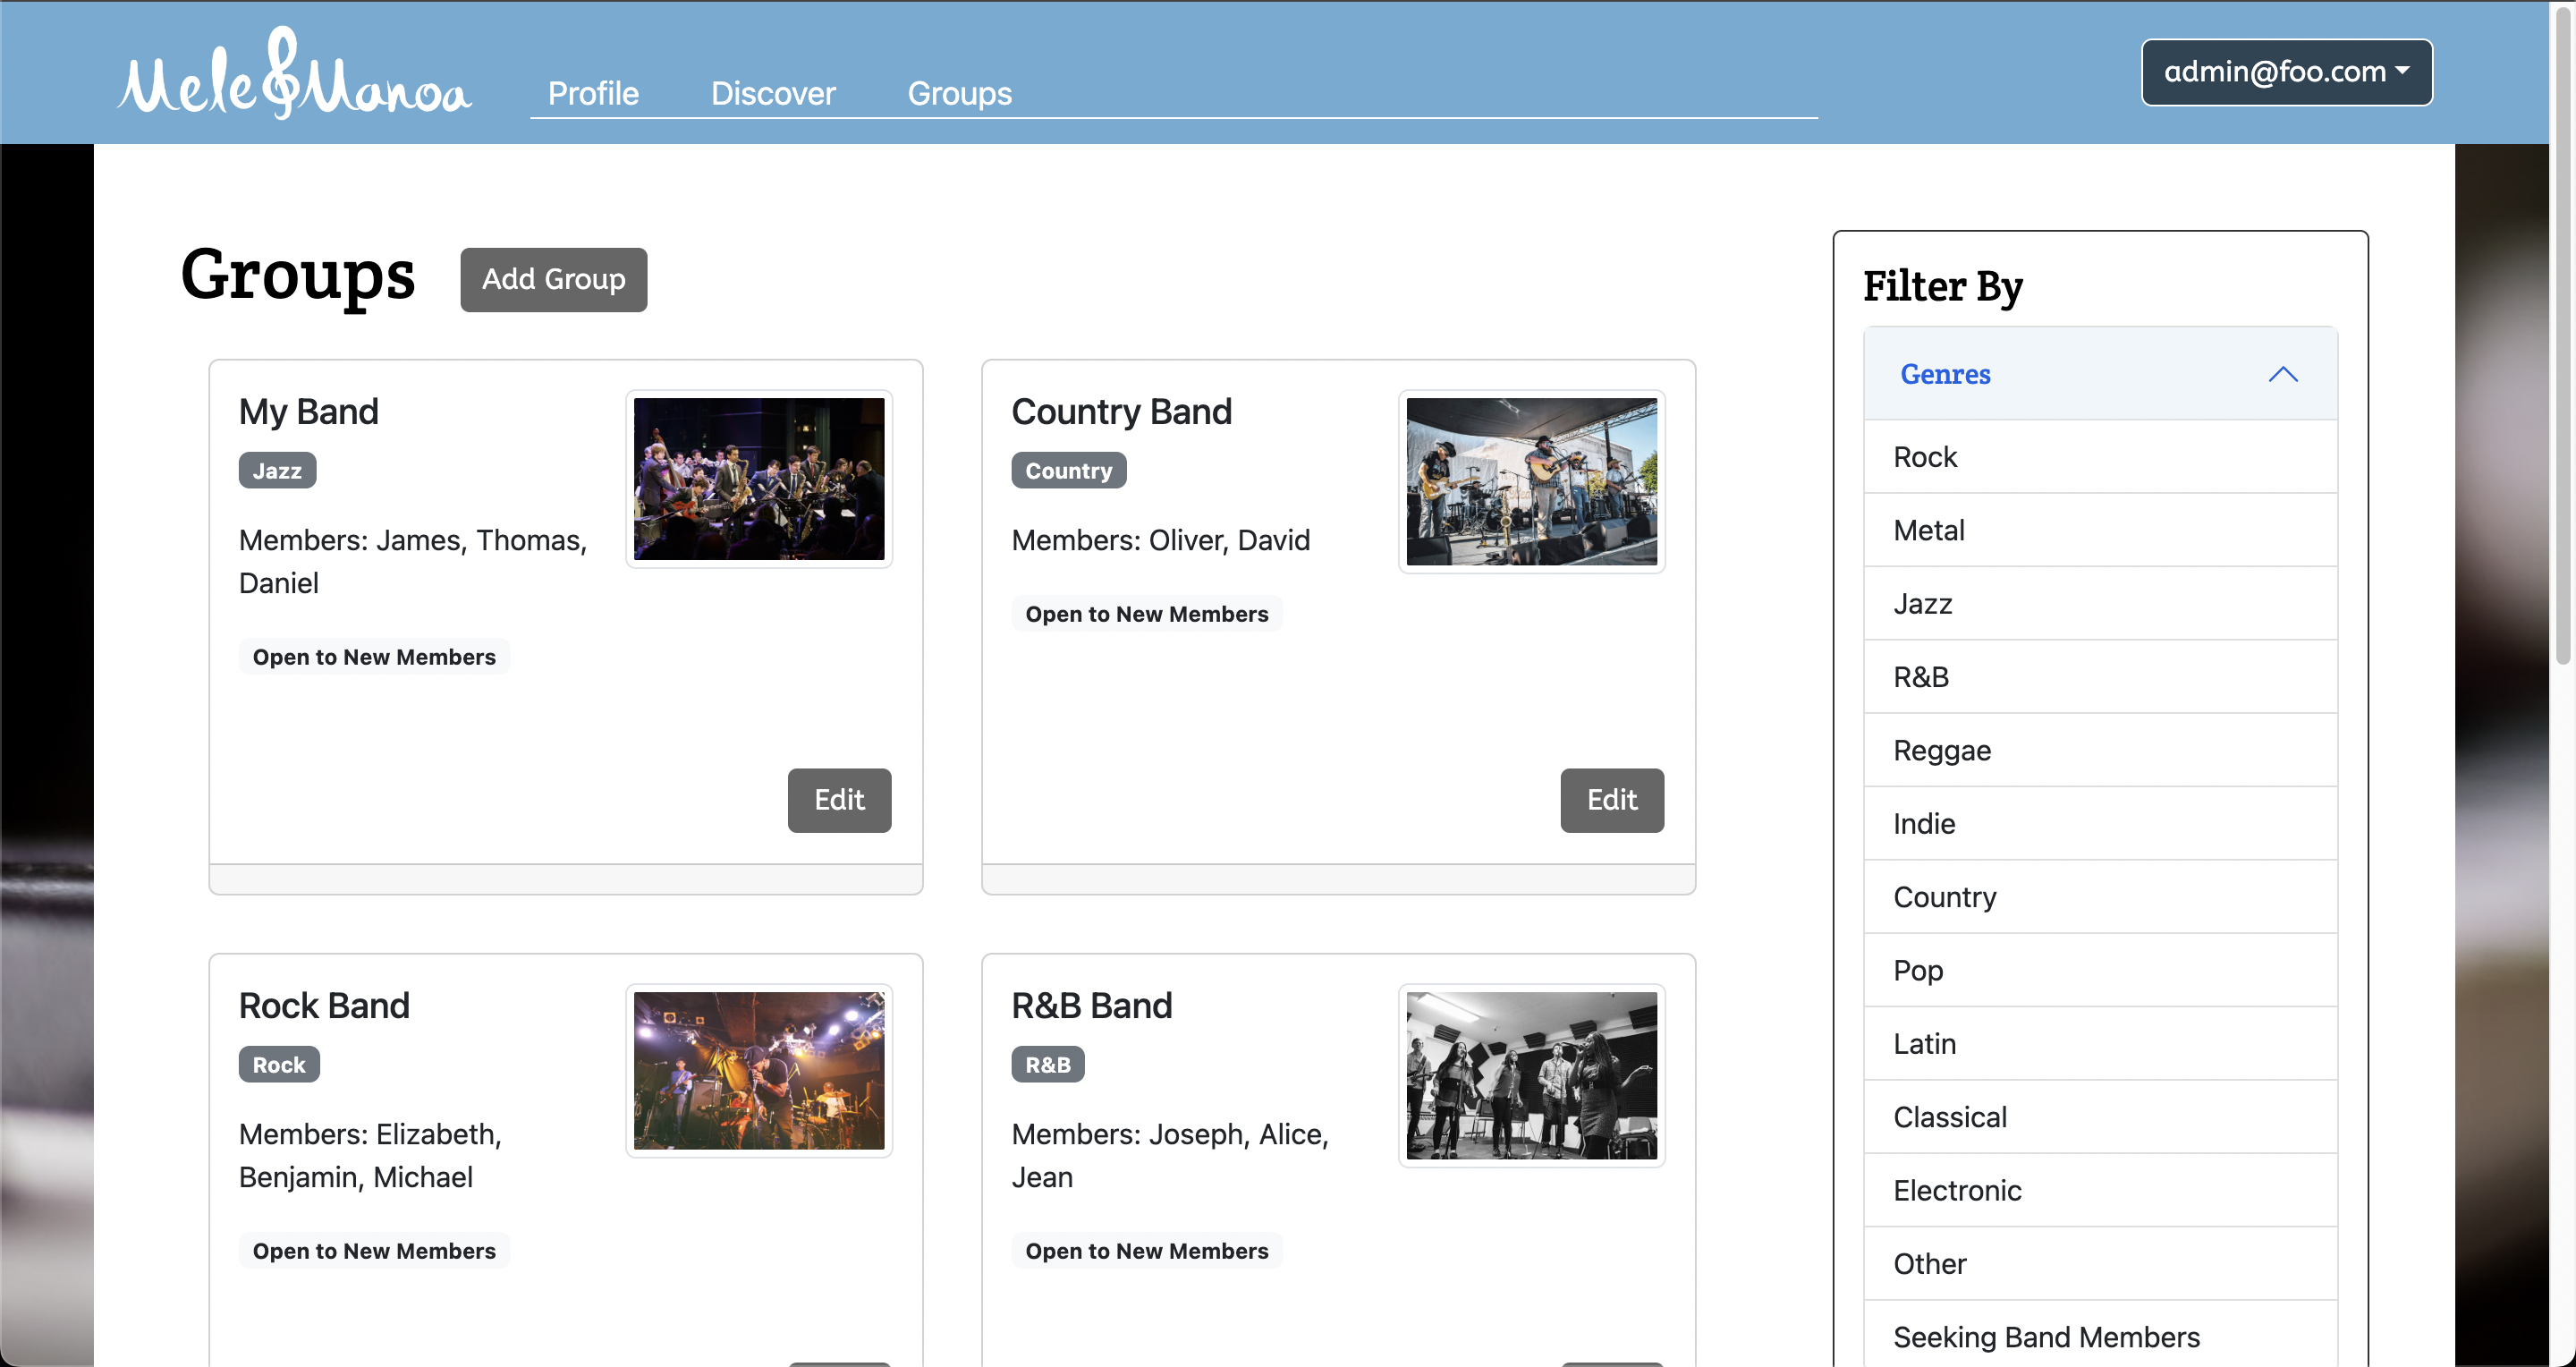 Mele Manoa
Profile
Discover
Groups
admin@foo.com
Groups
Add Group
My Band
Jazz
Members: James, Thomas,
Daniel
Open to New Members
Edit
Country Band
Country
Members: Oliver, David
Open to New Members
Edit
Rock Band
Rock
Members: Elizabeth,
Benjamin, Michael
Open to New Members
R&B Band
R&B
Members: Joseph, Alice,
Jean
Open to New Members
Filter By
Genres
Rock
Metal
Jazz
R&B
Reggae
Indie
Country
Pop
Latin
Classical
Electronic
Other
Seeking Band Members